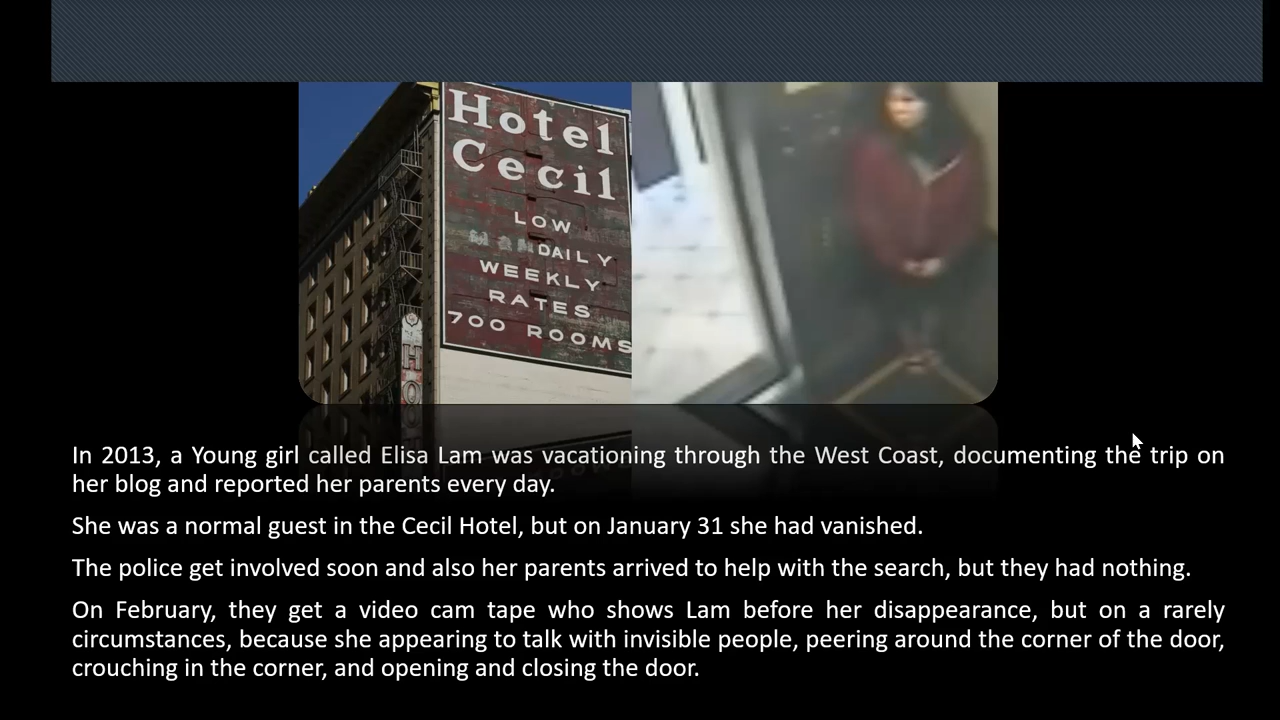 Hotel
Cecil
LOW
DAILY
WEEKLY
RATES
700 ROOMS
HO
In 2013, a Young girl called Elisa Lam was vacationing through the West Coast, documenting the trip on
her blog and reported her parents every day.
She was a normal guest in the Cecil Hotel, but on January 31 she had vanished.
The police get involved soon and also her parents arrived to help with the search, but they had nothing.
On February, they get a video cam tape who shows Lam before her disappearance, but on a rarely
circumstances, because she appearing to talk with invisible people, peering around the corner of the door,
crouching in the corner, and opening and closing the door.